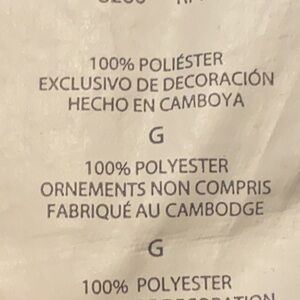 100% POLIÉSTER
EXCLUSIVO DE DECORACIÓN
HECHO EN CAMBOYA
G
100% POLYESTER
ORNEMENTS NON COMPRIS
FABRIQUÉ AU CAMBODGE
G
100% POLYESTER